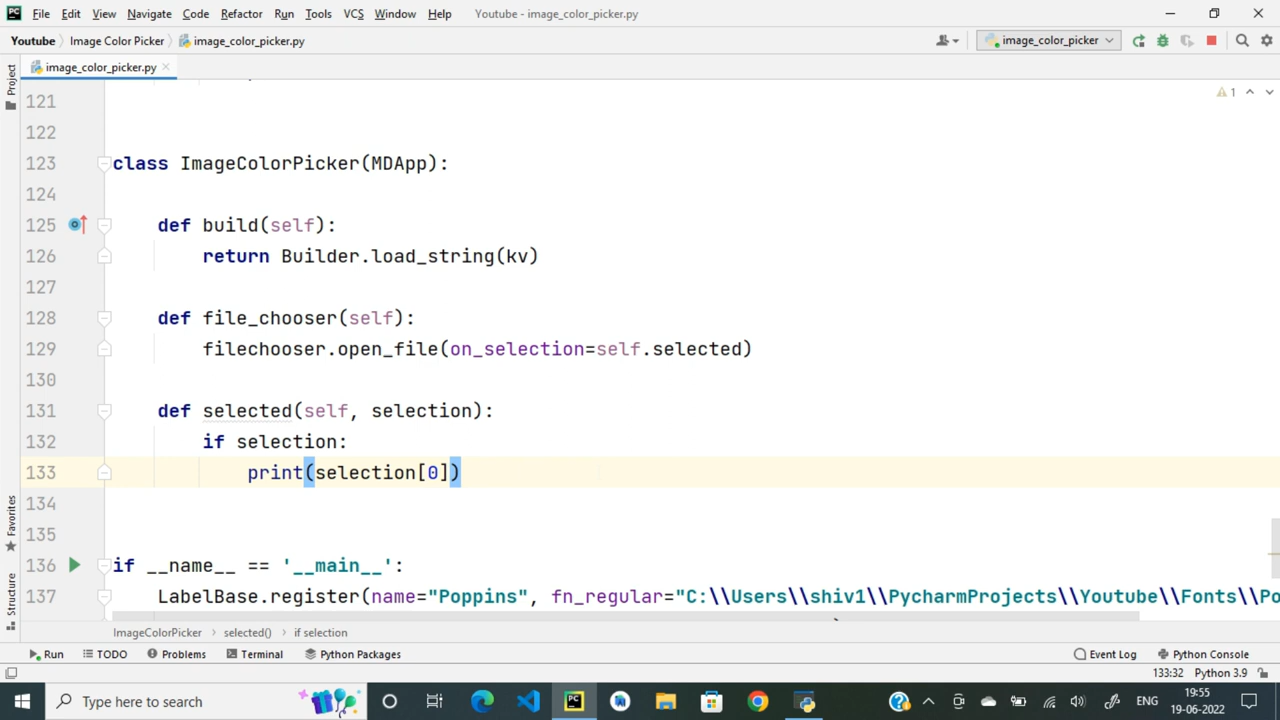 File Edit View Navigate Code Refactor Run Tools VCS Window Help Youtube - image_color_picker.py
Youtube Image Color Picker image_color_picker.py image_color_picker
image_color_picker.py
Project
1
121
122
123 class ImageColorPicker(MDApp):
124
125 def build(self):
126 return Builder.load_string(kv)
127
128 def file_chooser(self):
129 filechooser.open_file(on_selection=self.selected)
130
131 def selected(self, selection):
132 if selection:
133 print(selection[0])
134
135
136 if __name__ == '__main__':
137 LabelBase.register(name="Poppins", fn_regular="C:\\Users\\shiv1\\PycharmProjects\\Youtube\\Fonts\\Po
Favorites
Structure
ImageColorPicker selected() if selection
Run TODO Problems Terminal Python Packages Event Log Python Console
133:32 Python 3.9
Type here to search
ENG
19:55
19-06-2022